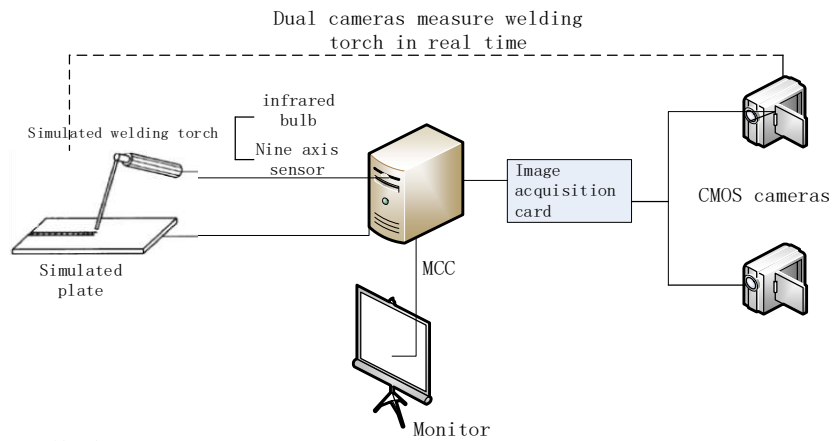 Dual cameras measure welding
torch in real time
infrared
bulb
Simulated welding torch
Nine axis
sensor
Image
acquisition
card
CMOS cameras
Simulated
plate
MCC
Monitor